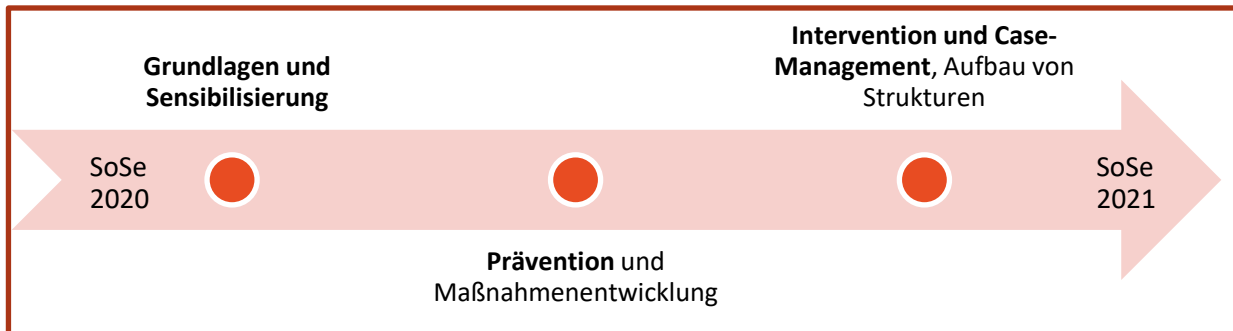 Grundlagen und
Sensibilisierung
Intervention und Case-
Management, Aufbau von
Strukturen
SoSe
2020
SoSe
2021
Prävention und
Maßnahmenentwicklung